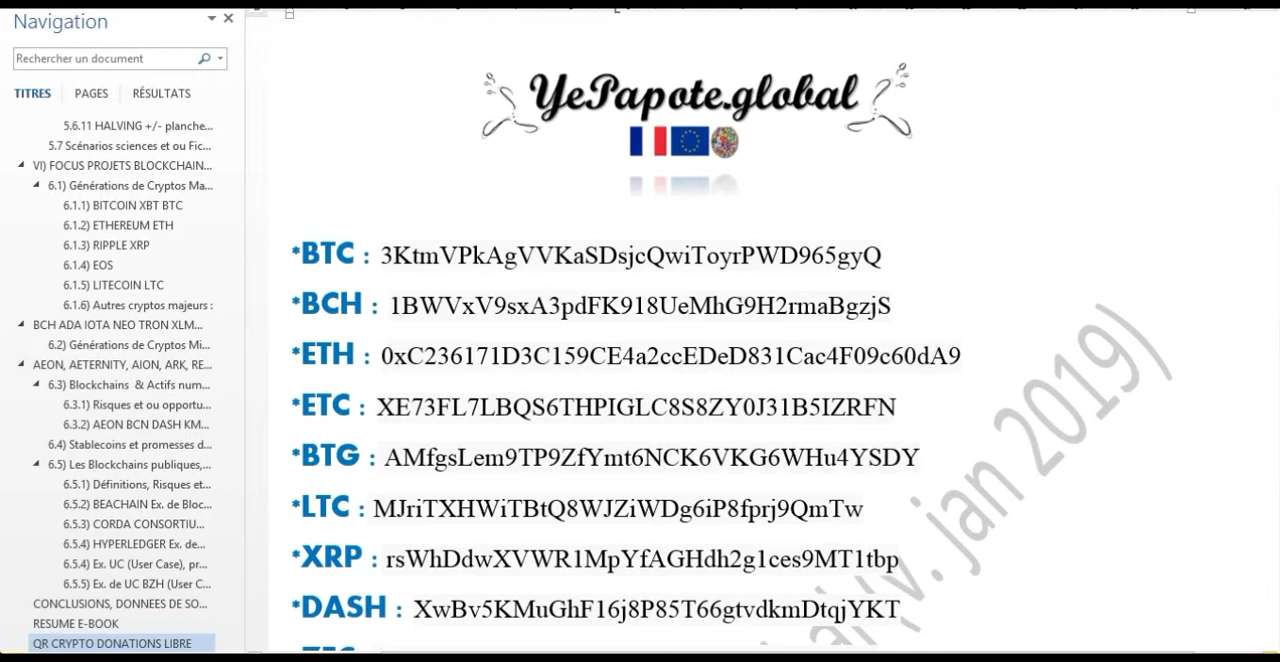 Navigation
Rechercher un document
TITRES PAGES RÉSULTATS
5.6.11 HALVING +/- planche...
5.7 Scénarios sciences et ou Fic...
VI) FOCUS PROJETS BLOCKCHAIN...
6.1) Générations de Cryptos Ma...
6.1.1) BITCOIN XBT BTC
6.1.2) ETHEREUM ETH
6.1.3) RIPPLE XRP
6.1.4) EOS
6.1.5) LITECOIN LTC
6.1.6) Autres cryptos majeurs :
BCH ADA IOTA NEO TRON XLM...
6.2) Générations de Cryptos Mi...
AEON, AETERNITY, AION, ARK, RE...
6.3) Blockchains & Actifs num...
6.3.1) Risques et ou opportu...
6.3.2) AEON BCN DASH KM...
6.4) Stablecoins et promesses d...
6.5) Les Blockchains publiques,...
6.5.1) Définitions, Risques et...
6.5.2) BEACHAIN Ex. de Bloc...
6.5.3) CORDA CONSORTIU...
6.5.4) HYPERLEDGER Ex. de...
6.5.4) Ex. UC (User Case), pr...
6.5.5) Ex. de UC BZH (User C...
CONCLUSIONS, DONNEES DE SO...
RESUME E-BOOK
QR CRYPTO DONATIONS LIBRE
YePapote.global
*BTC : 3KtmVPkAgVVKaSDsjcQwiToyrPWD965gyQ
*BCH : 1BWVxV9sxA3pdFK918UeMhG9H2rmaBgzjS
*ETH : 0xC236171D3C159CE4a2ccEDeD831Cac4F09c60dA9
*ETC : XE73FL7LBQS6THPIGLC8S8ZY0J31B5IZRFN
*BTG : AMfgsLem9TP9ZfYmt6NCK6VKG6WHu4YSDY
*LTC : MJriTXHWiTBtQ8WJZiWDg6iP8fprj9QmTw
*XRP : rsWhDdwXVWR1MpYfAGHdh2g1ces9MT1tbp
*DASH : XwBv5KMuGhF16j8P85T66gtvdkmDtqjYKT
jan 2019)